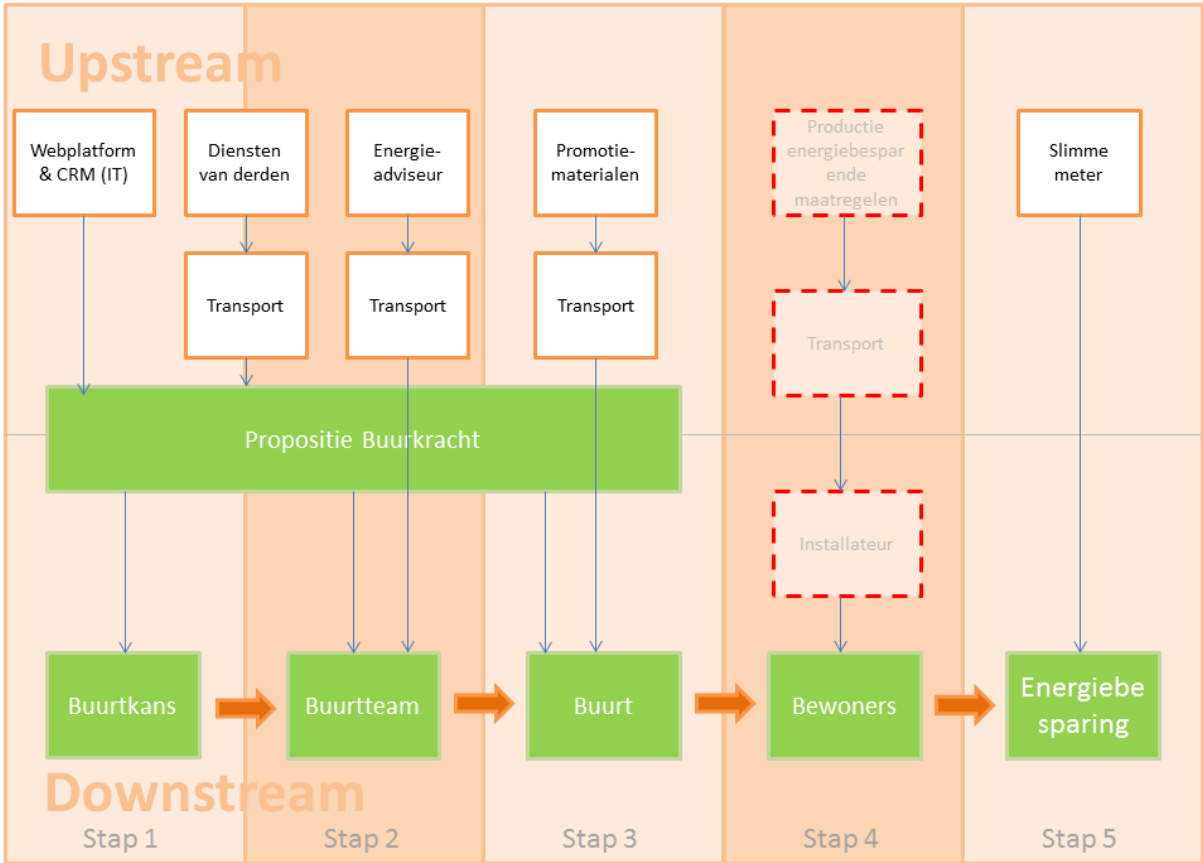 Upstream
Webplatform
& CRM (IT)
Diensten
van derden
Energie-
adviseur
Promotie-
materialen
Productie
energiebespar
ende
maatregelen
Slimme
meter
Transport
Transport
Transport
Transport
Propositie Buurkracht
Installateur
Buurtkans
Buurtteam
Buurt
Bewoners
Energiebe
sparing
Downstream
Stap 1
Stap 2
Stap 3
Stap 4
Stap 5